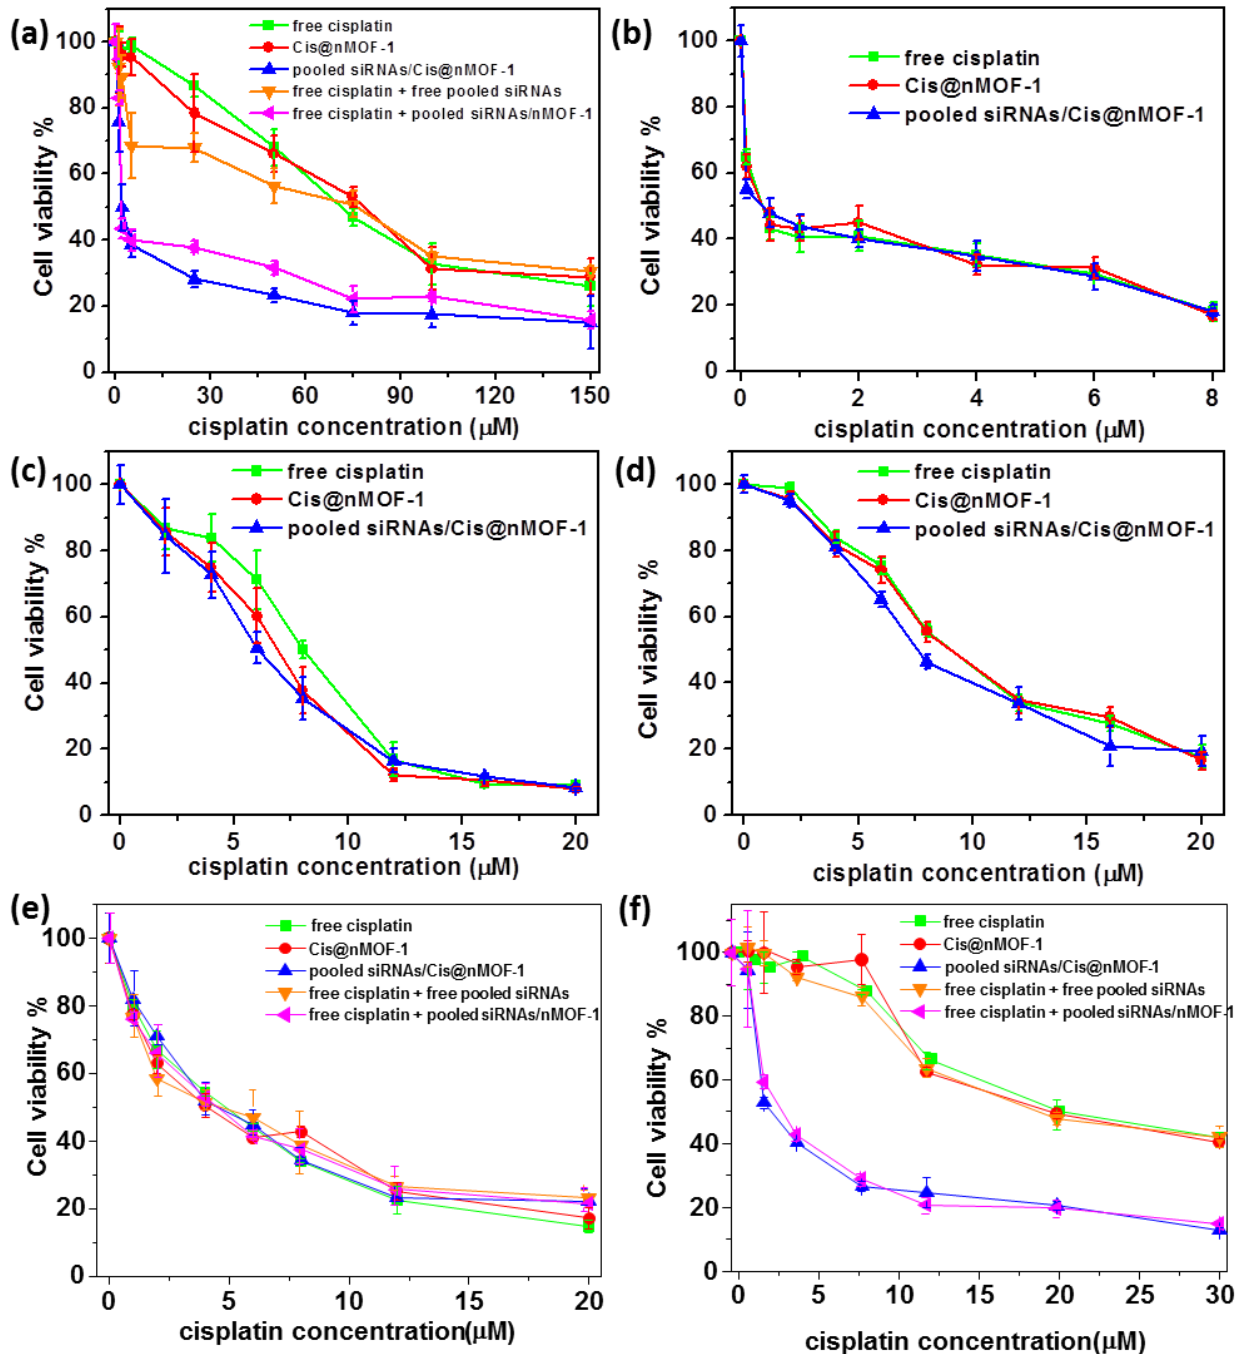 (a)
free cisplatin
Cis@nMOF-1
pooled siRNAs/Cis@nMOF-1
free cisplatin + free pooled siRNAs
free cisplatin + pooled siRNAs/nMOF-1
Cell viability %
100
80
60
40
20
0
0 30 60 90 120 150
cisplatin concentration (μM)
(b)
free cisplatin
Cis@nMOF-1
pooled siRNAs/Cis@nMOF-1
Cell viability %
100
80
60
40
20
0
0 2 4 6 8
cisplatin concentration (μM)
(c)
free cisplatin
Cis@nMOF-1
pooled siRNAs/Cis@nMOF-1
Cell viability %
100
80
60
40
20
0
0 5 10 15 20
cisplatin concentration (μM)
(d)
free cisplatin
Cis@nMOF-1
pooled siRNAs/Cis@nMOF-1
Cell viability %
100
80
60
40
20
0
0 5 10 15 20
cisplatin concentration (μM)
(e)
free cisplatin
Cis@nMOF-1
pooled siRNAs/Cis@nMOF-1
free cisplatin + free pooled siRNAs
free cisplatin + pooled siRNAs/nMOF-1
Cell viability %
100
80
60
40
20
0
0 5 10 15 20
cisplatin concentration(μM)
(f)
free cisplatin
Cis@nMOF-1
pooled siRNAs/Cis@nMOF-1
free cisplatin + free pooled siRNAs
free cisplatin + pooled siRNAs/nMOF-1
Cell viability %
100
80
60
40
20
0
0 5 10 15 20 25 30
cisplatin concentration(μM)